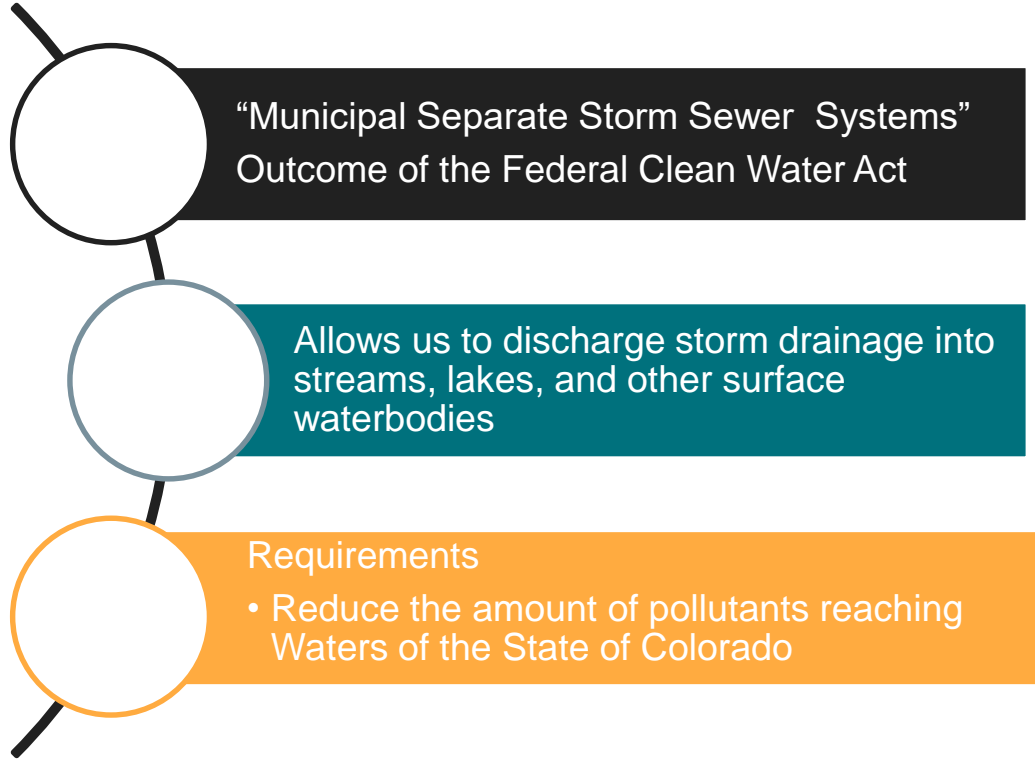 “Municipal Separate Storm Sewer  Systems”
Outcome of the Federal Clean Water Act
Allows us to discharge storm drainage into
streams, lakes, and other surface
waterbodies
Requirements
• Reduce the amount of pollutants reaching
Waters of the State of Colorado